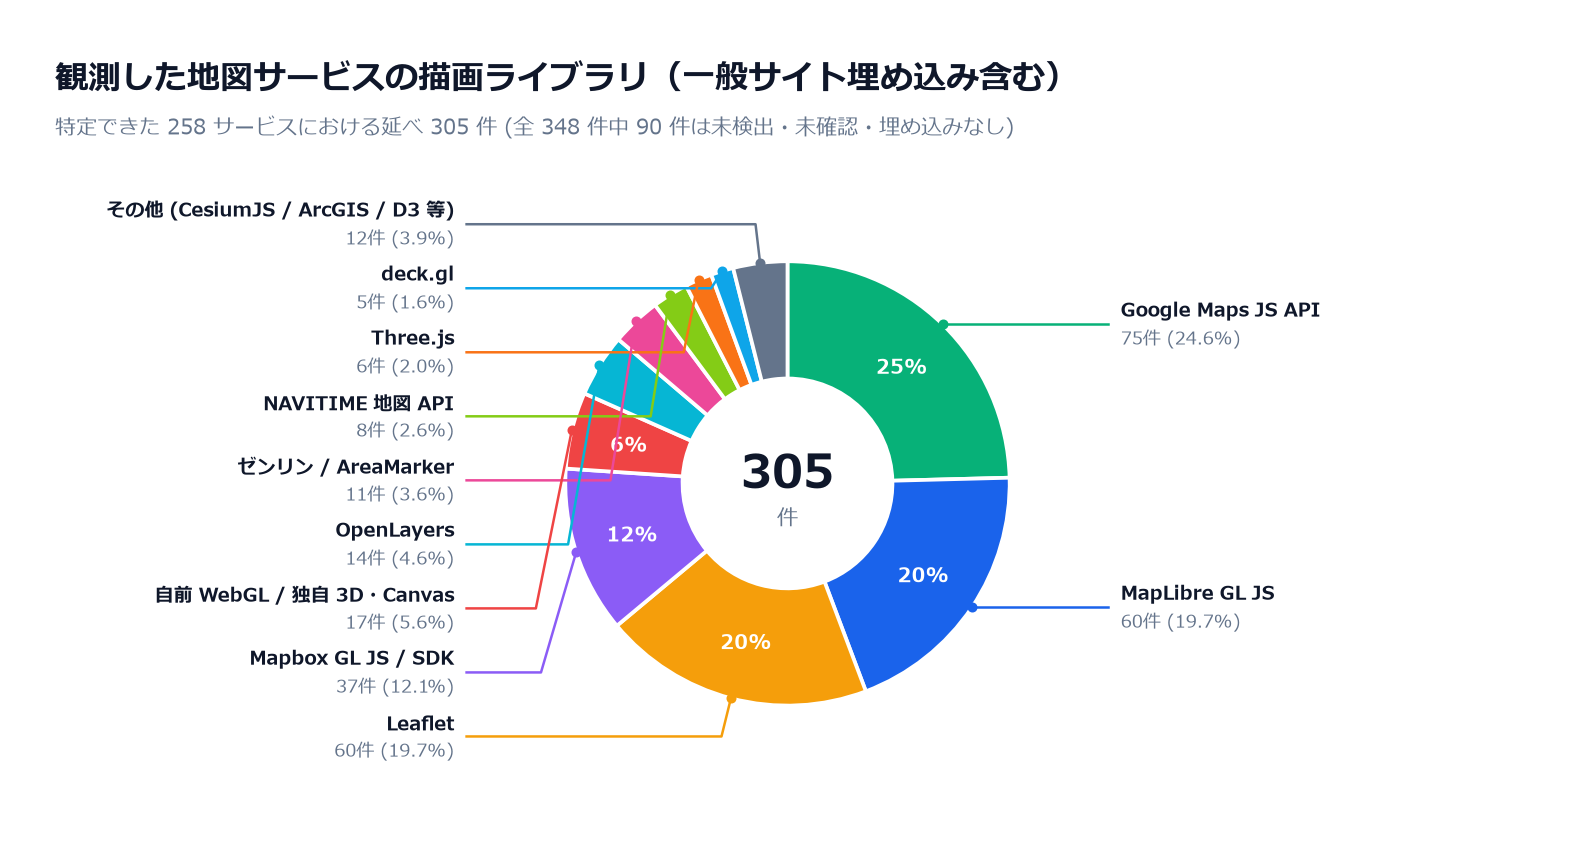 観測した地図サービスの描画ライブラリ（一般サイト埋め込み含む）
特定できた 258 サービスにおける延べ 305 件 (全 348 件中 90 件は未検出・未確認・埋め込みなし)
その他 (CesiumJS / ArcGIS / D3 等)
12件 (3.9%)
deck.gl
5件 (1.6%)
Three.js
6件 (2.0%)
NAVITIME 地図 API
8件 (2.6%)
ゼンリン / AreaMarker
11件 (3.6%)
OpenLayers
14件 (4.6%)
自前 WebGL / 独自 3D・Canvas
17件 (5.6%)
Mapbox GL JS / SDK
37件 (12.1%)
Leaflet
60件 (19.7%)
25%
20%
20%
12%
6%
305
件
Google Maps JS API
75件 (24.6%)
MapLibre GL JS
60件 (19.7%)